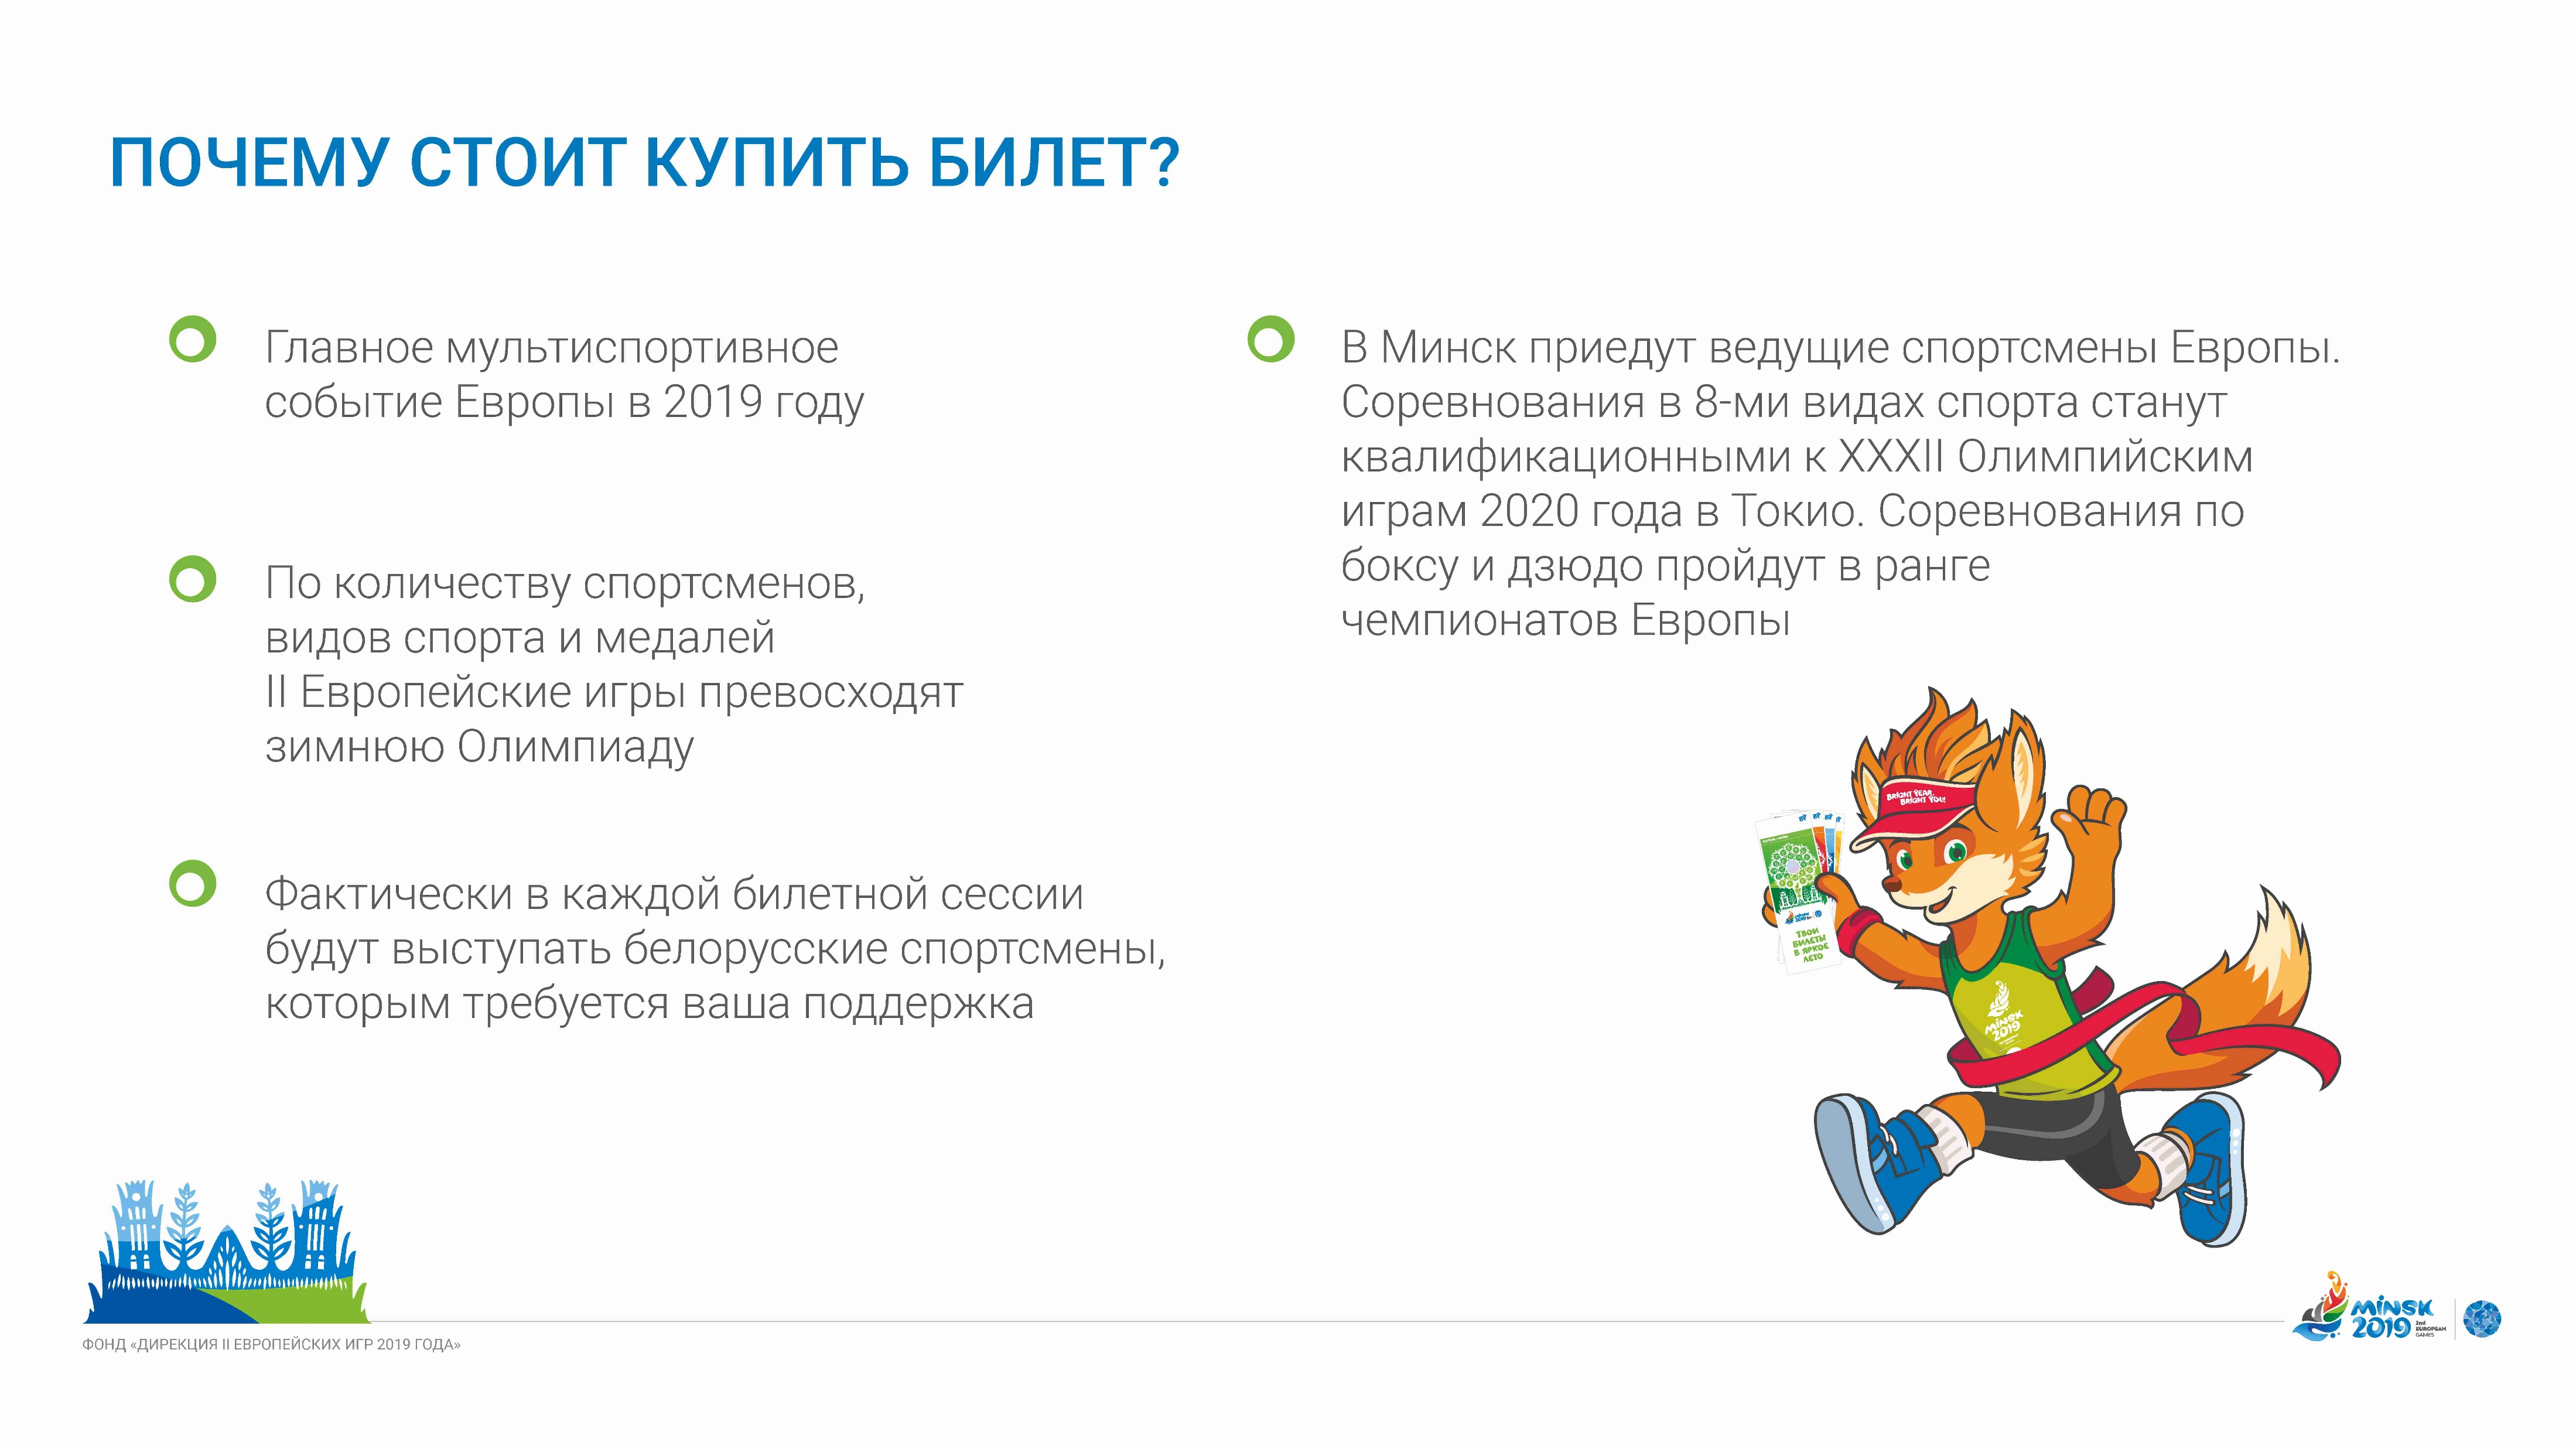 ПОЧЕМУ СТОИТ КУПИТЬ БИЛЕТ?
Главное мультиспортивное
событие Европы в 2019 году
По количеству спортсменов,
видов спорта и медалей
II Европейские игры превосходят
зимнюю Олимпиаду
Фактически в каждой билетной сессии
будут выступать белорусские спортсмены,
которым требуется ваша поддержка
В Минск приедут ведущие спортсмены Европы.
Соревнования в 8-ми видах спорта станут
квалификационными к XXXII Олимпийским
играм 2020 года в Токио. Соревнования по
боксу и дзюдо пройдут в ранге
чемпионатов Европы
BRIGHT YEAR,
BRIGHT YOU!
ТВОИ
БИЛЕТЫ
В ЯРКОЕ
ЛЕТО
MINSK
2019
ФОНД «ДИРЕКЦИЯ II ЕВРОПЕЙСКИХ ИГР 2019 ГОДА»
MINSK
2019
2nd
EUROPEAN
GAMES